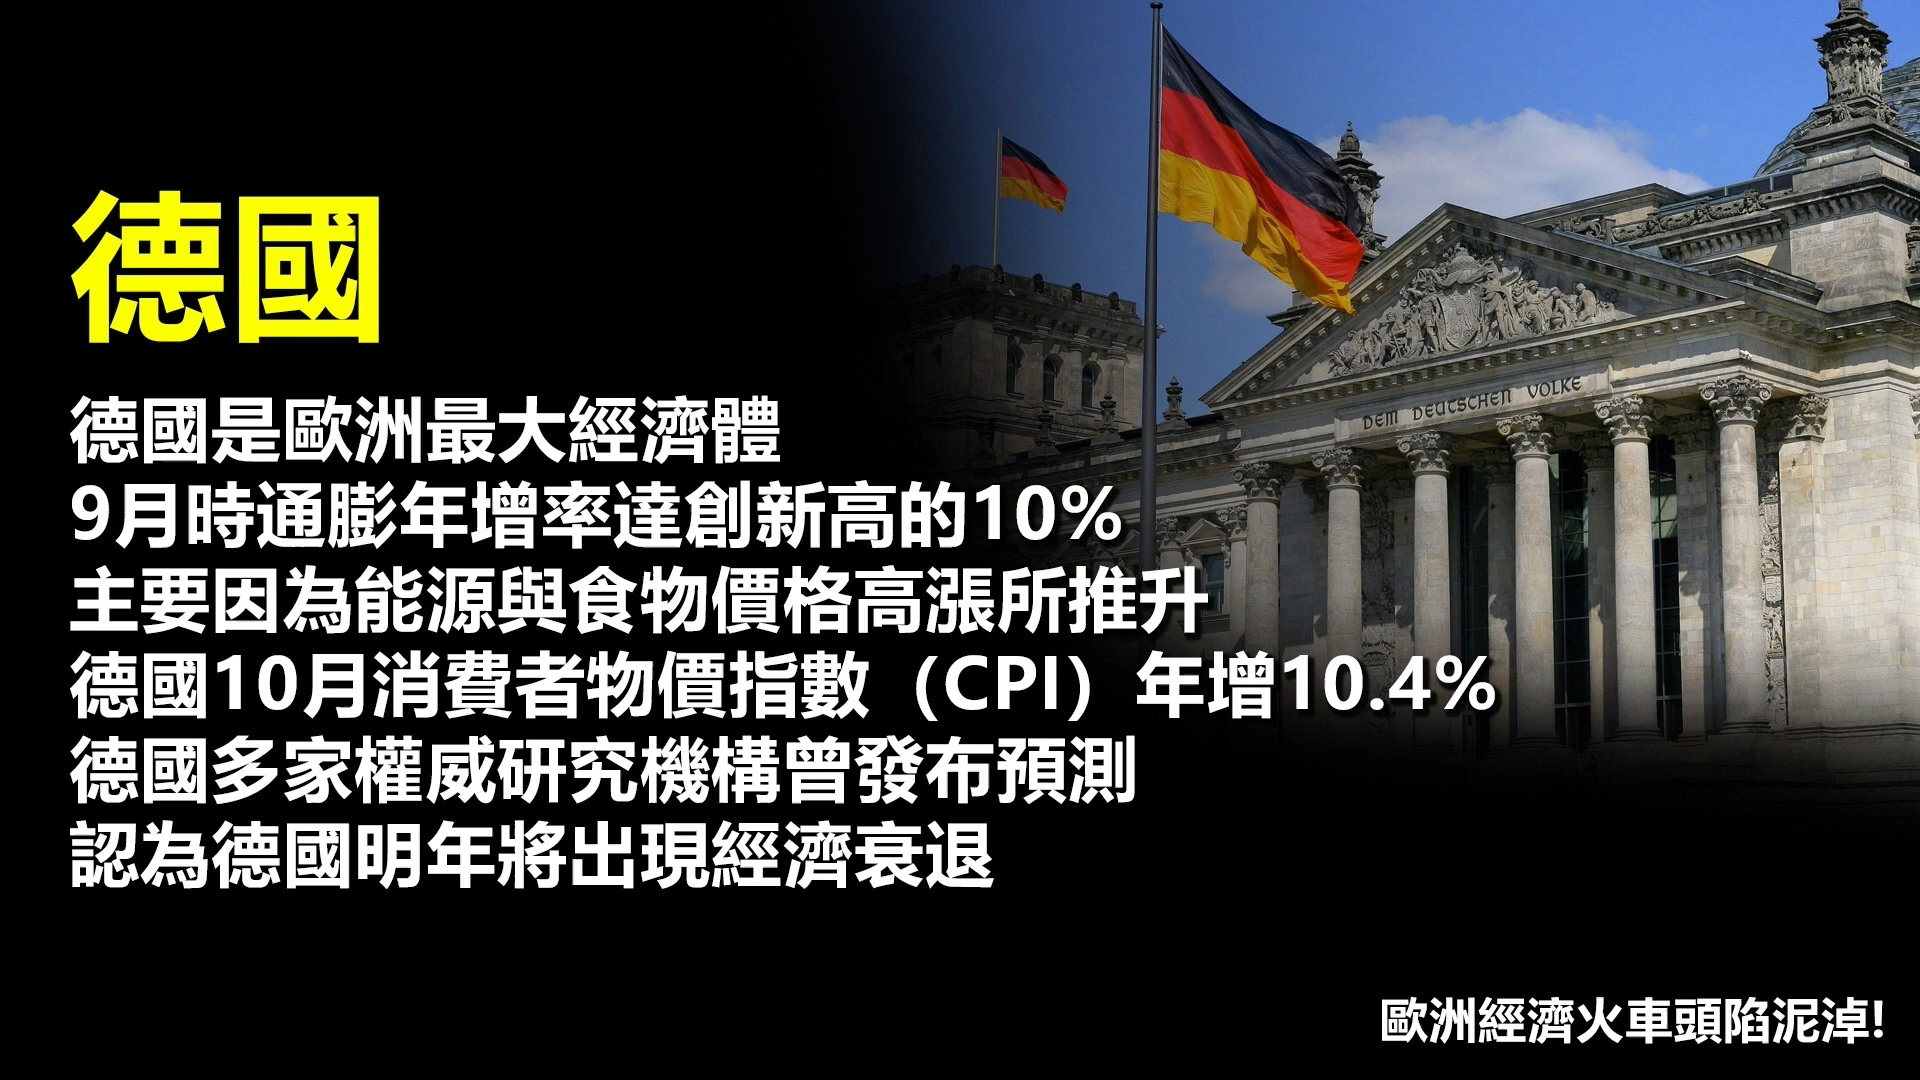 德國
德國是歐洲最大經濟體
9月時通膨年增率達創新高的10%
主要因為能源與食物價格高漲所推升
德國10月消費者物價指數（CPI）年增10.4%
德國多家權威研究機構曾發布預測
認為德國明年將出現經濟衰退
DEM DEUTSCHEN VOLKE
歐洲經濟火車頭陷泥淖!